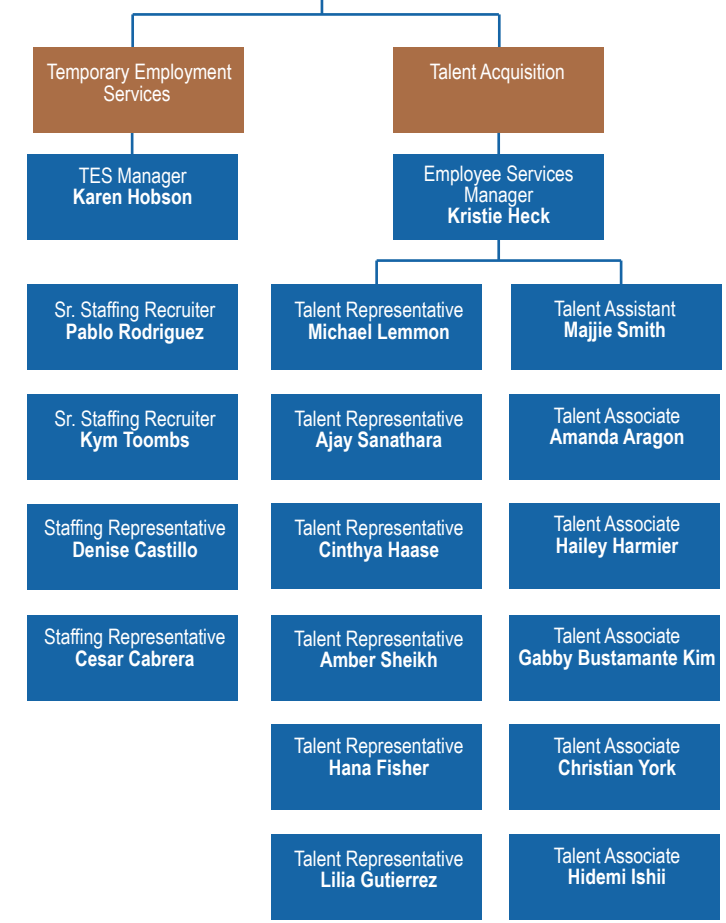 Temporary Employment
Services
Talent Acquisition
TES Manager
Karen Hobson
Employee Services
Manager
Kristie Heck
Sr. Staffing Recruiter
Pablo Rodriguez
Talent Representative
Michael Lemmon
Talent Assistant
Majjie Smith
Sr. Staffing Recruiter
Kym Toombs
Talent Representative
Ajay Sanathara
Talent Associate
Amanda Aragon
Staffing Representative
Denise Castillo
Talent Representative
Cinthya Haase
Talent Associate
Hailey Harmier
Staffing Representative
Cesar Cabrera
Talent Representative
Amber Sheikh
Talent Associate
Gabby Bustamante Kim
Talent Representative
Hana Fisher
Talent Associate
Christian York
Talent Representative
Lilia Gutierrez
Talent Associate
Hidemi Ishii